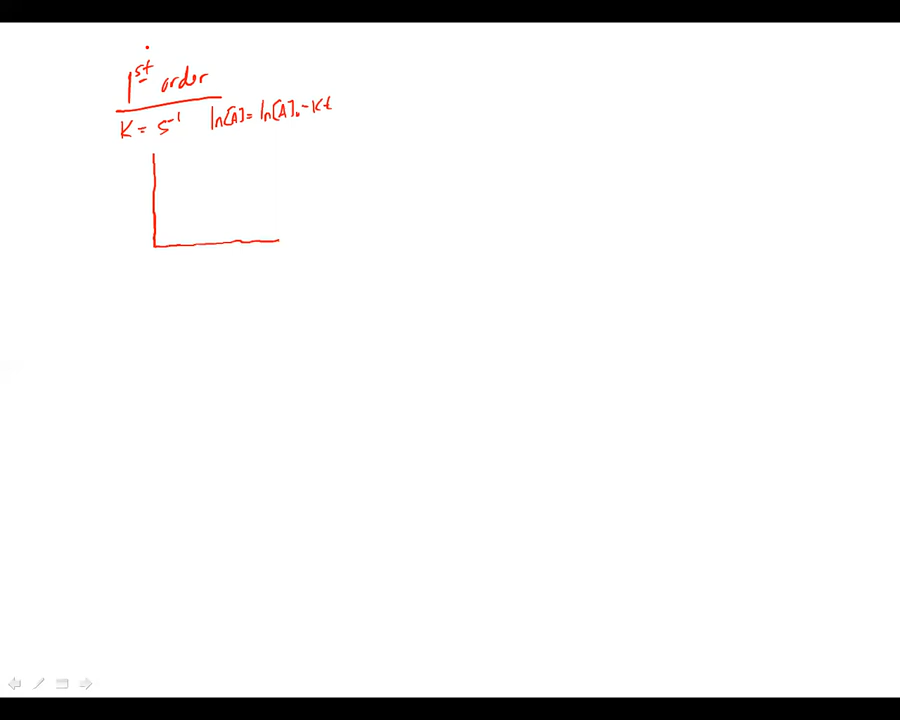 1st order
K = s⁻¹ ln[A] = ln[A]₀ - kt